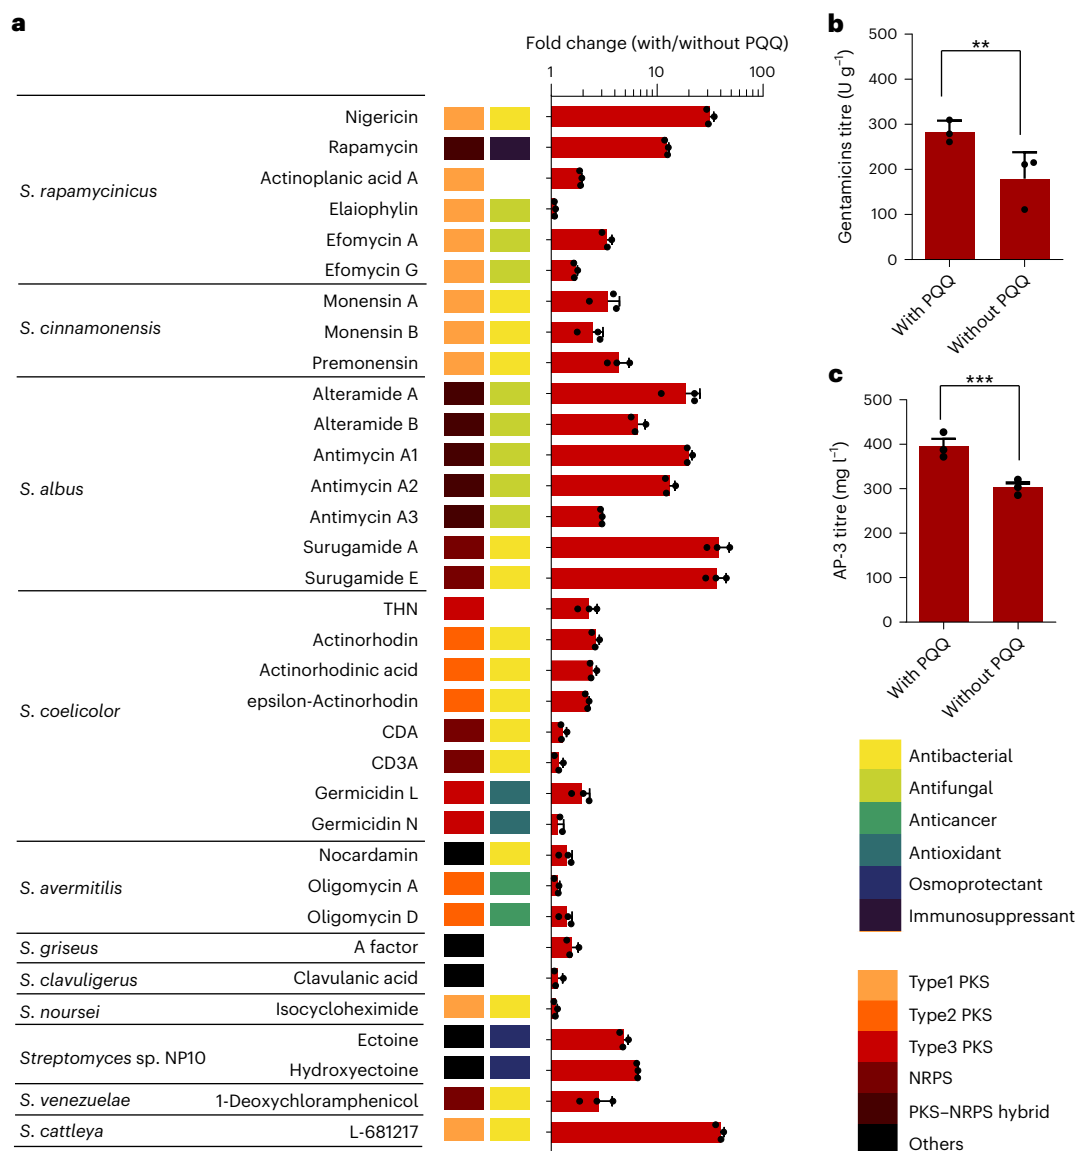 a
Fold change (with/without PQQ)
1 10 100
S. rapamycinicus
Nigericin
Rapamycin
Actinoplanic acid A
Elaiophylin
Efomycin A
Efomycin G
S. cinnamonensis
Monensin A
Monensin B
Premonensin
S. albus
Alteramide A
Alteramide B
Antimycin A1
Antimycin A2
Antimycin A3
Surugamide A
Surugamide E
S. coelicolor
THN
Actinorhodin
Actinorhodinic acid
epsilon-Actinorhodin
CDA
CD3A
Germicidin L
Germicidin N
S. avermitilis
Nocardamin
Oligomycin A
Oligomycin D
S. griseus A factor
S. clavuligerus Clavulanic acid
S. noursei Isocycloheximide
Streptomyces sp. NP10
Ectoine
Hydroxyectoine
S. venezuelae 1-Deoxychloramphenicol
S. cattleya L-681217
b
Gentamicins titre (U g⁻¹)
500
400
300
200
100
0
**
With PQQ
Without PQQ
c
AP-3 titre (mg l⁻¹)
500
400
300
200
100
0
***
With PQQ
Without PQQ
Antibacterial
Antifungal
Anticancer
Antioxidant
Osmoprotectant
Immunosuppressant
Type1 PKS
Type2 PKS
Type3 PKS
NRPS
PKS–NRPS hybrid
Others